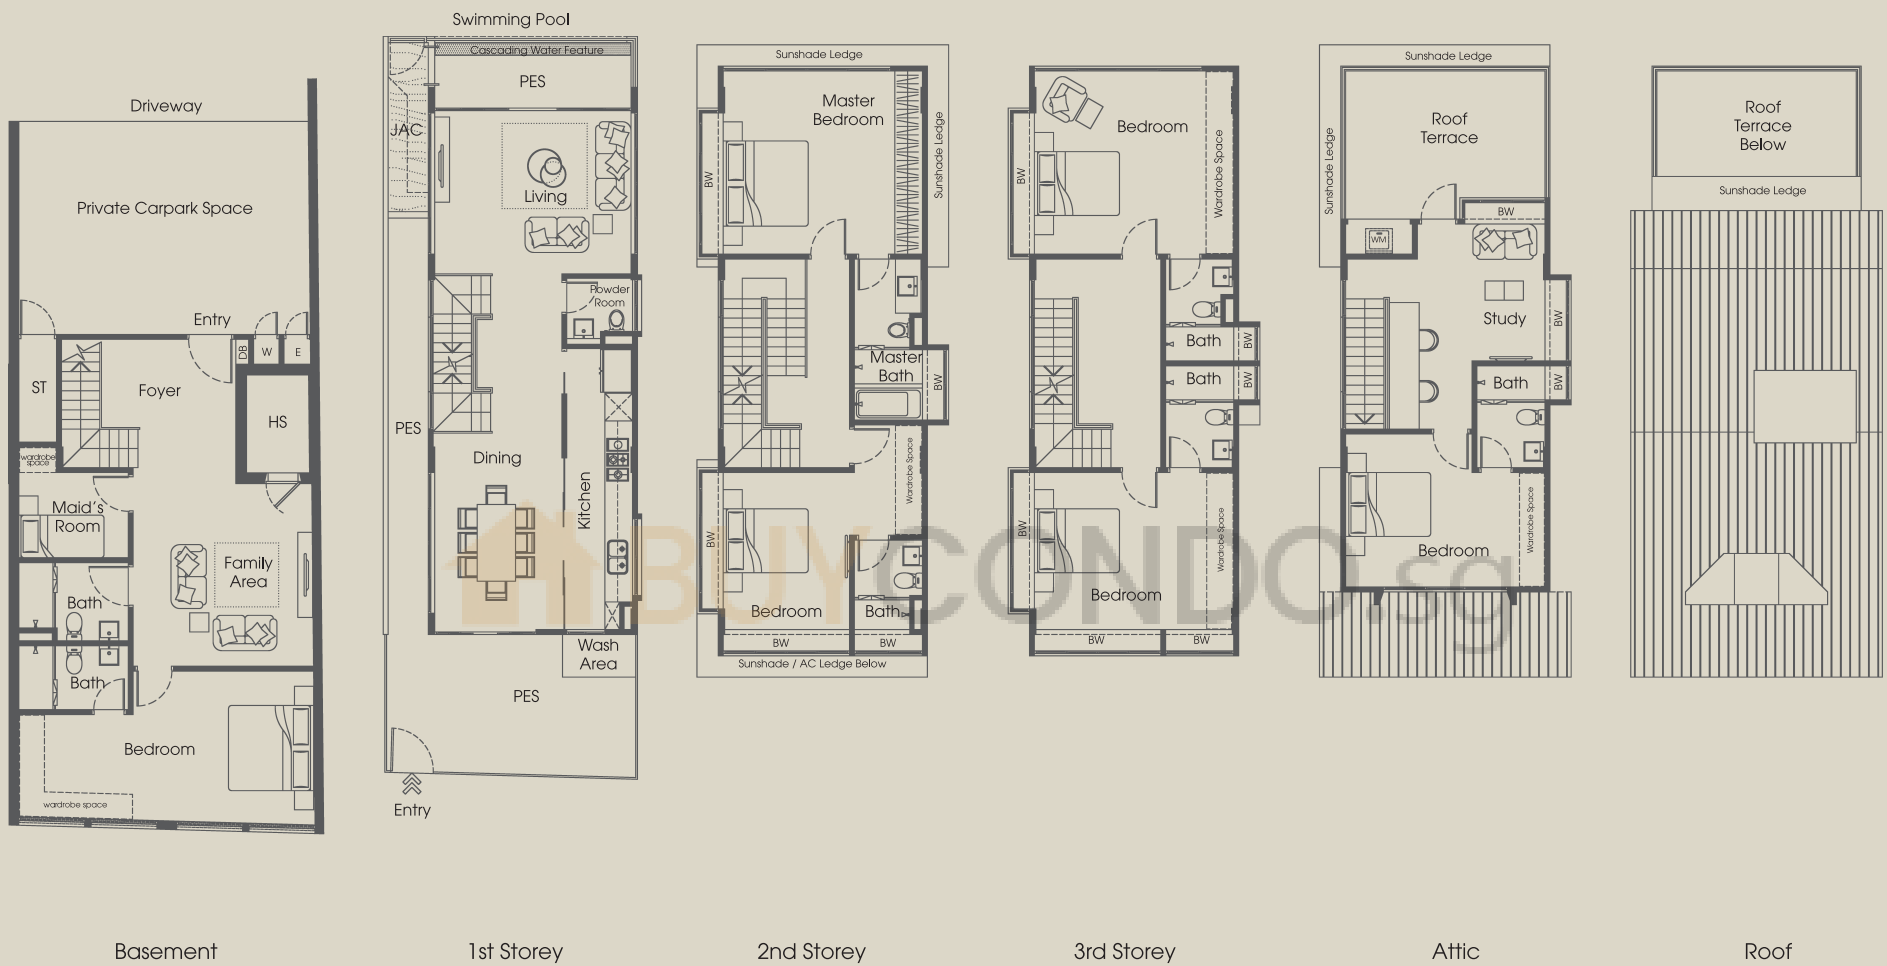 Driveway
Private Carpark Space
Entry
DB
W
E
ST
Foyer
HS
wardrobe
space
Maid's
Room
Family
Area
Bath
Bath
Bedroom
wardrobe space
Basement
Swimming Pool
Cascading Water Feature
PES
JAC
Living
Powder
Room
PES
Dining
Kitchen
Wash
Area
PES
Entry
1st Storey
Sunshade Ledge
Master
Bedroom
BW
Sunshade Ledge
Master
Bath
BW
Wardrobe Space
BW
Bedroom
Bath
BW
BW
Sunshade / AC Ledge Below
2nd Storey
Bedroom
BW
Wardrobe Space
Bath
BW
Bath
BW
BW
Wardrobe Space
Bedroom
BW
BW
3rd Storey
Sunshade Ledge
Sunshade Ledge
Roof
Terrace
BW
WM
Study
BW
Bath
BW
Bedroom
Wardrobe Space
Attic
Roof
Terrace
Below
Sunshade Ledge
Roof
BUYCONDO.sg